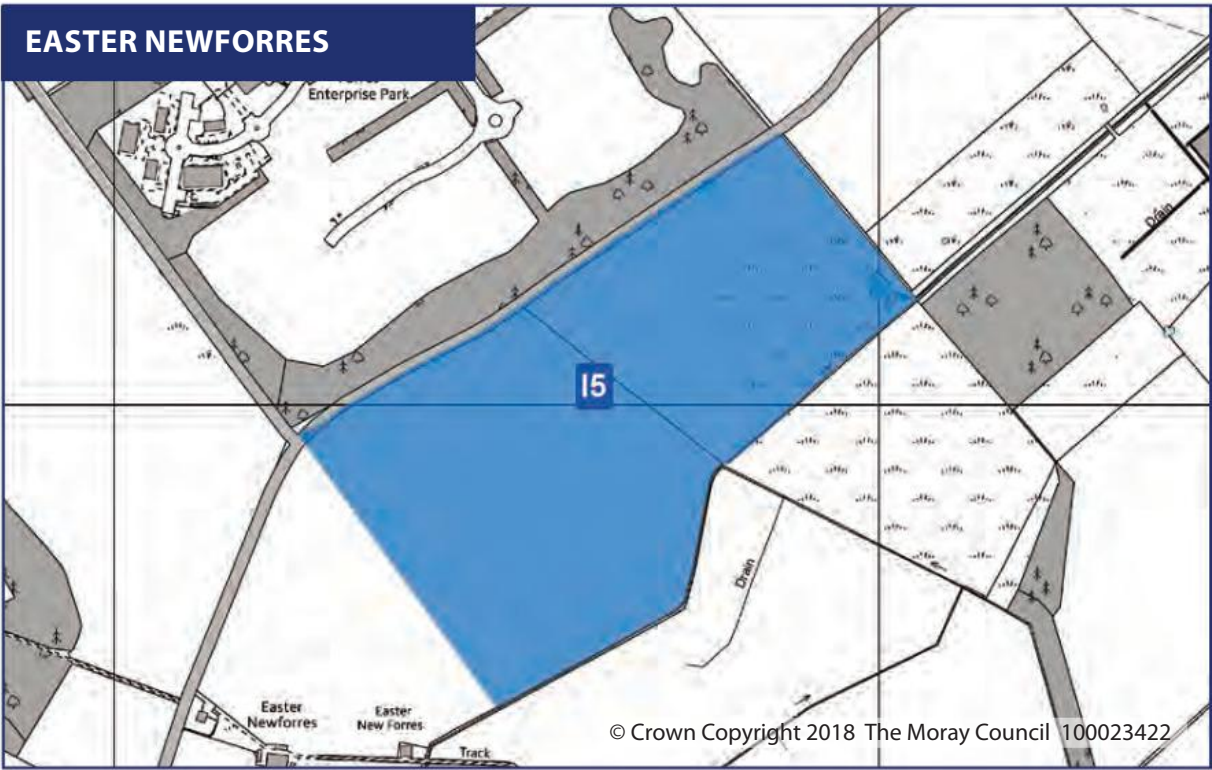 EASTER NEWFORRES
Enterprise Park
Drain
I5
Drain
Easter
Newforres
Easter
New Forres
Track
© Crown Copyright 2018 The Moray Council 100023422